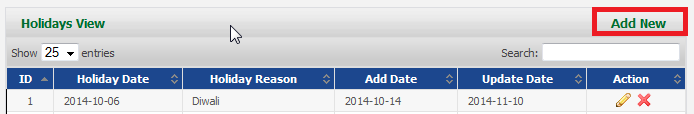 Holidays View Add New
Show 25 entries Search:
ID Holiday Date Holiday Reason Add Date Update Date Action
1 2014-10-06 Diwali 2014-10-14 2014-11-10